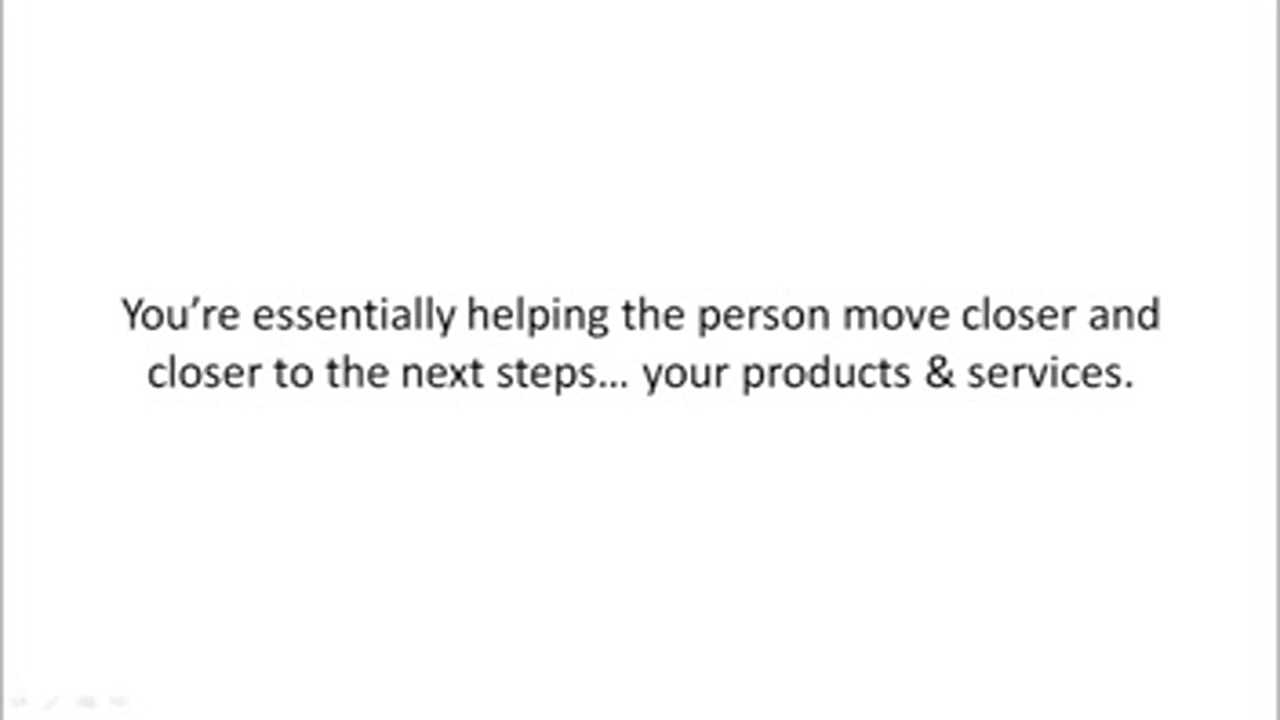 You’re essentially helping the person move closer and
closer to the next steps... your products & services.